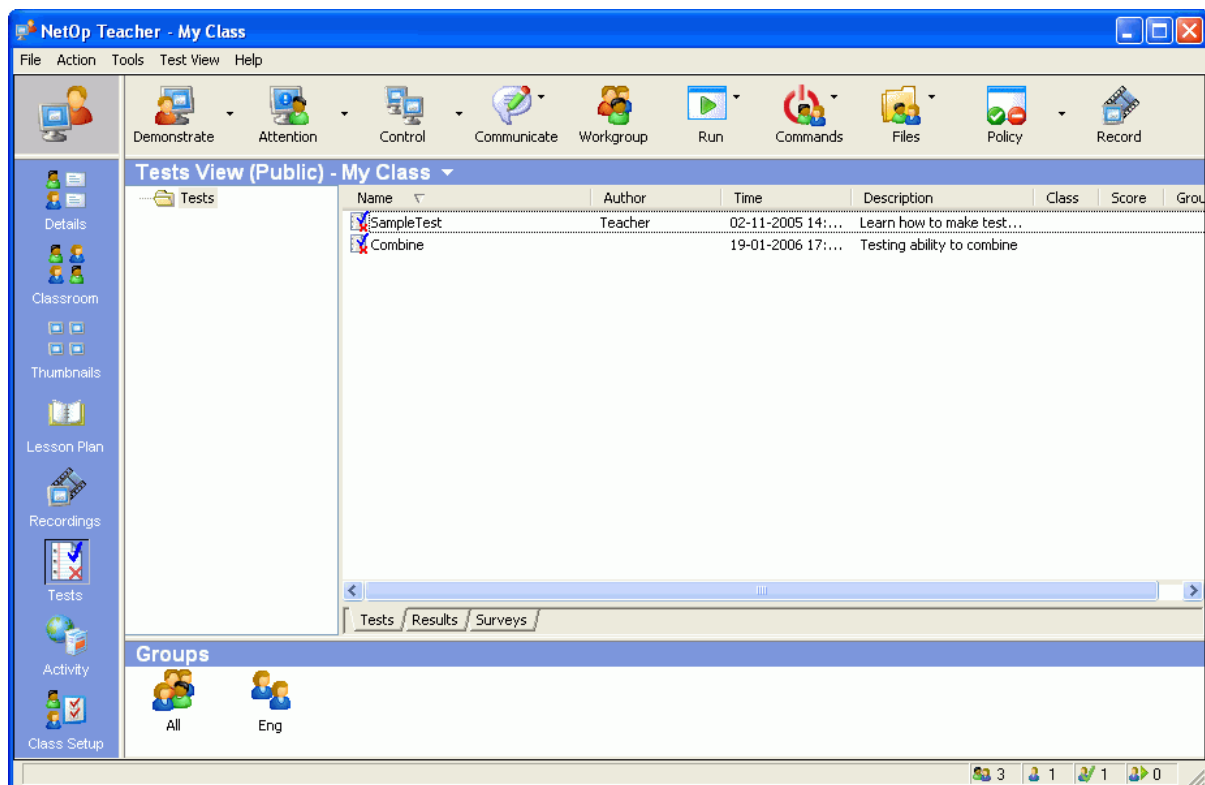 NetOp Teacher - My Class
File Action Tools Test View Help
Demonstrate Attention Control Communicate Workgroup Run Commands Files Policy Record
Details
Classroom
Thumbnails
Lesson Plan
Recordings
Tests
Activity
Class Setup
Tests View (Public) - My Class
Tests
Name Author Time Description Class Score Grou
SampleTest Teacher 02-11-2005 14:... Learn how to make test...
Combine 19-01-2006 17:... Testing ability to combine
Tests Results Surveys
Groups
All Eng
3 1 1 0